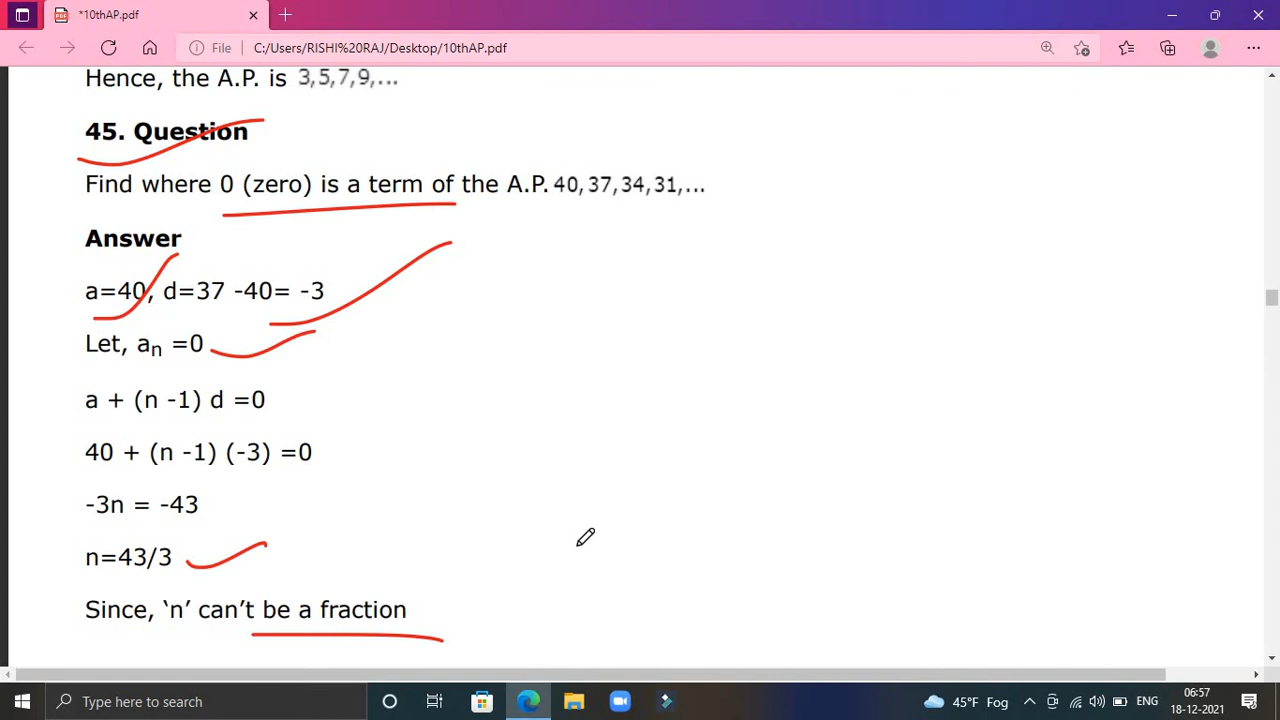 *10thAP.pdf
File C:/Users/RISHI%20RAJ/Desktop/10thAP.pdf
Hence, the A.P. is 3,5,7,9,...
45. Question
Find where 0 (zero) is a term of the A.P. 40,37,34,31,...
Answer
a=40, d=37 -40= -3
Let, an =0
a + (n -1) d =0
40 + (n -1) (-3) =0
-3n = -43
n=43/3
Since, ‘n’ can’t be a fraction
Type here to search
45°F Fog
ENG
06:57
18-12-2021